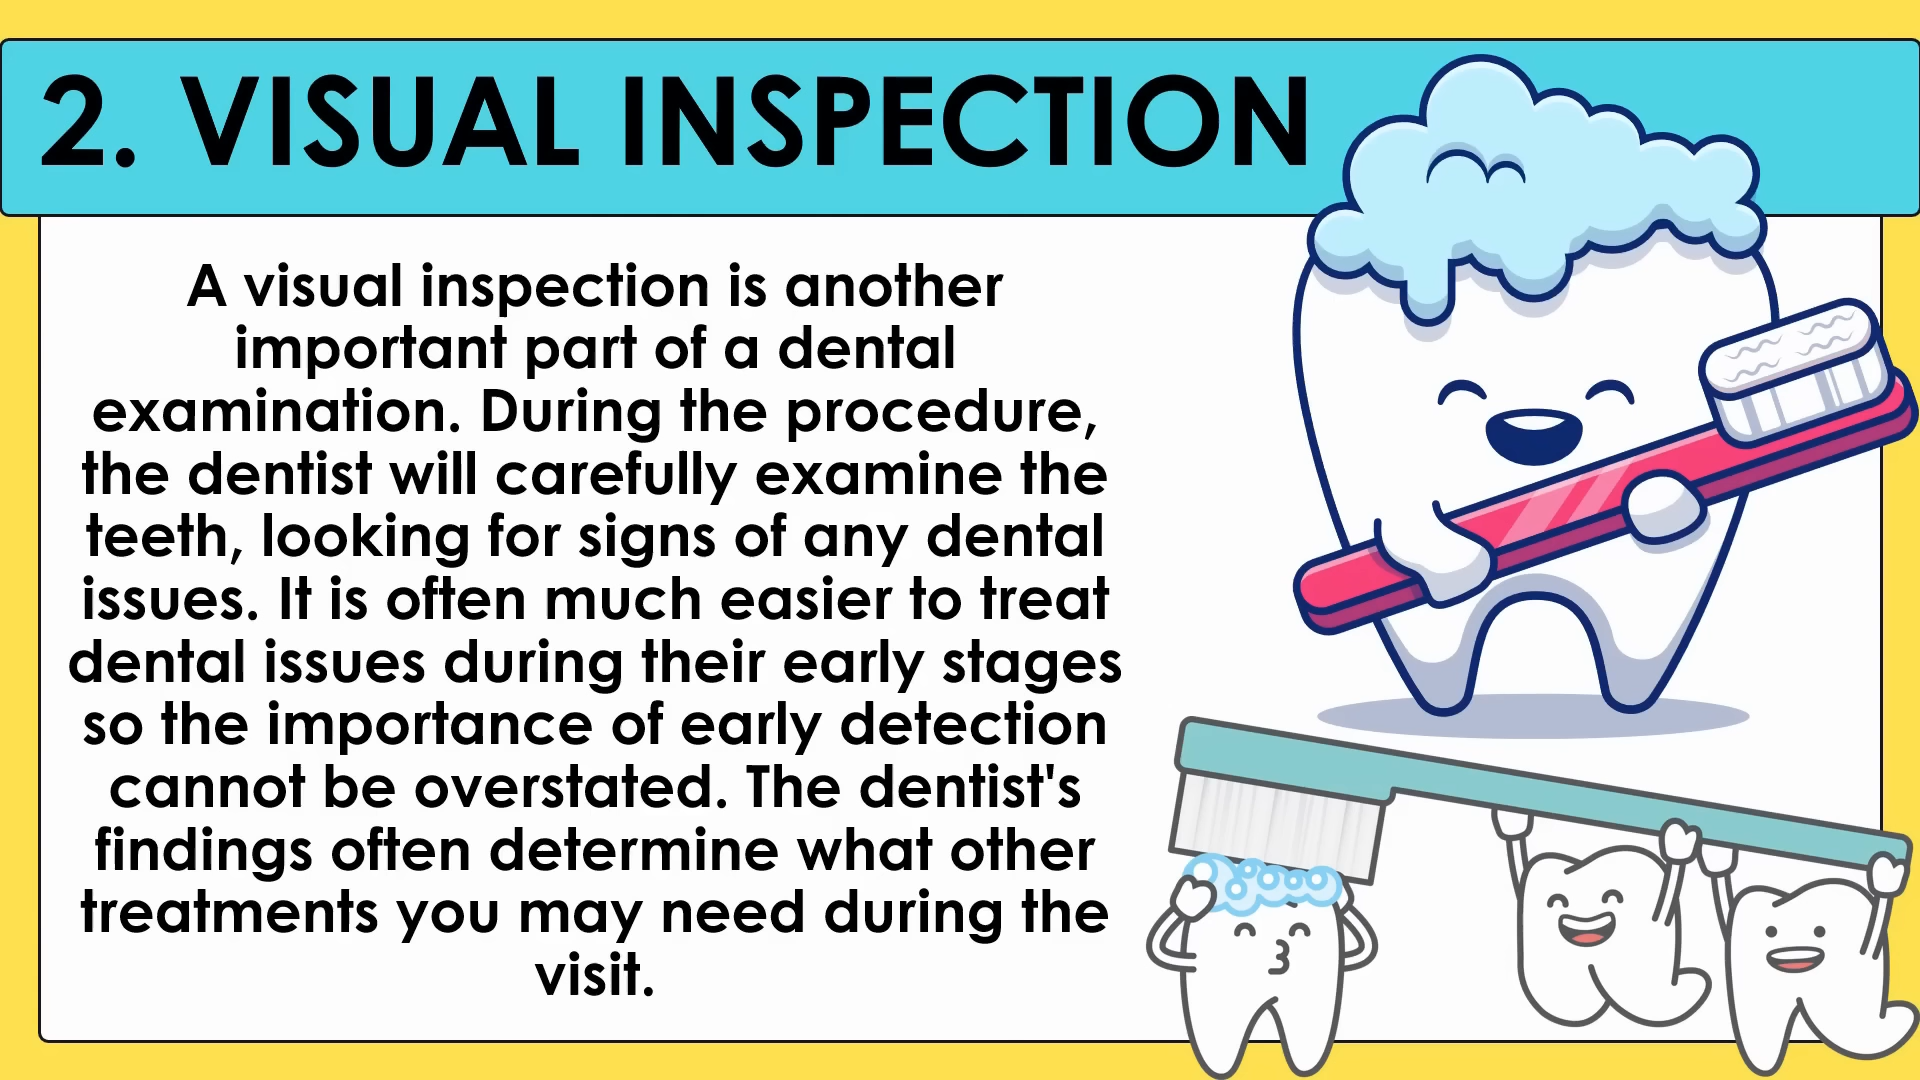 2. VISUAL INSPECTION
A visual inspection is another
important part of a dental
examination. During the procedure,
the dentist will carefully examine the
teeth, looking for signs of any dental
issues. It is often much easier to treat
dental issues during their early stages
so the importance of early detection
cannot be overstated. The dentist's
findings often determine what other
treatments you may need during the
visit.